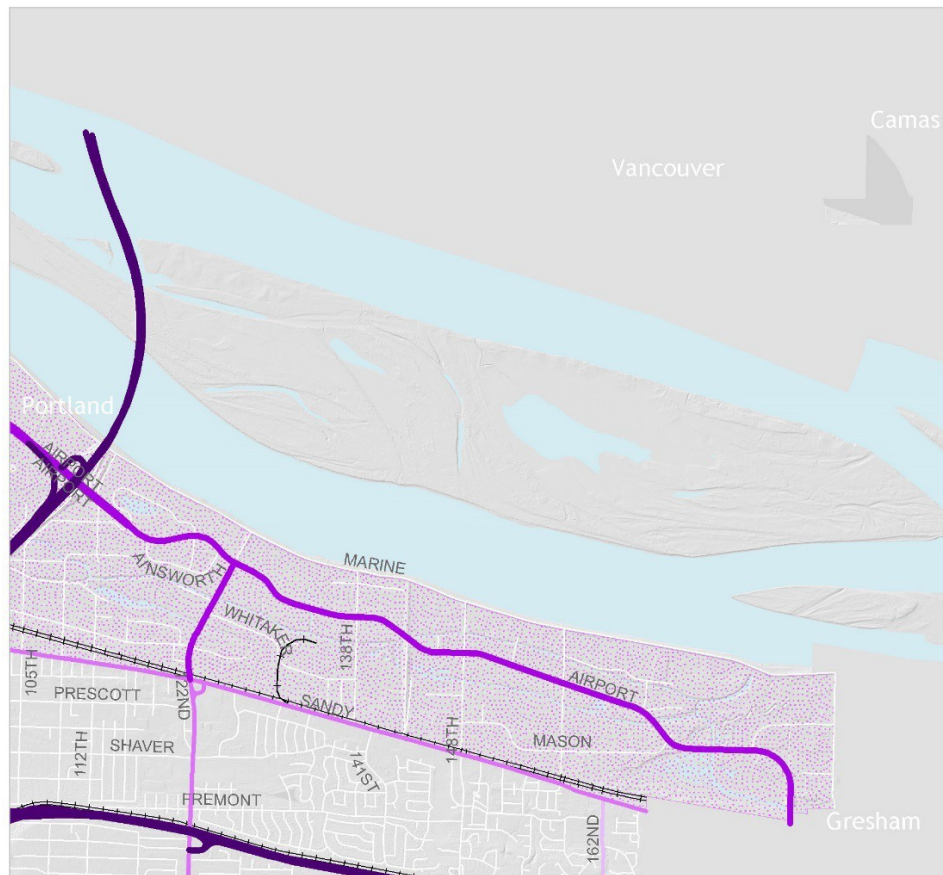 Camas
Vancouver
Portland
AIRPORT
AIRPORT
MARINE
AINSWORTH
WHITAKER
138TH
105TH
AIRPORT
PRESCOTT
122ND
SANDY
SHAVER
112TH
148TH
MASON
141ST
FREMONT
162ND
Gresham